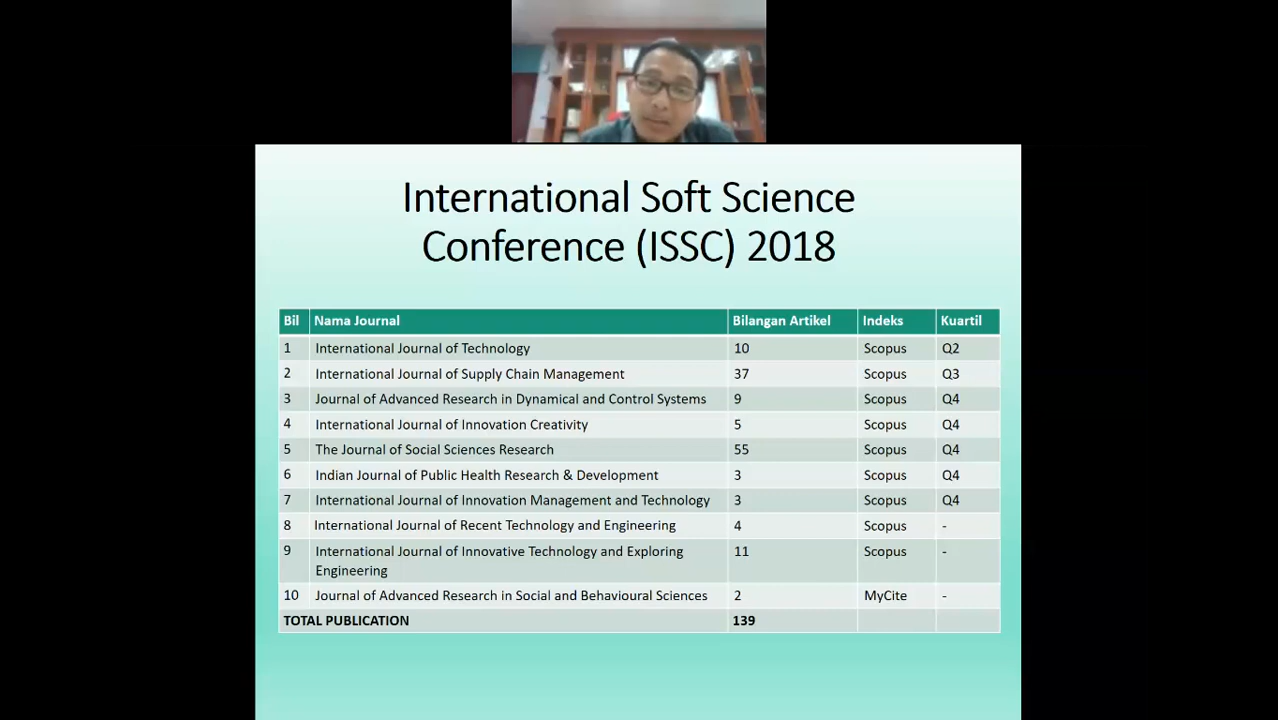 International Soft Science
Conference (ISSC) 2018
Bil Nama Journal Bilangan Artikel Indeks Kuartil
1 International Journal of Technology 10 Scopus Q2
2 International Journal of Supply Chain Management 37 Scopus Q3
3 Journal of Advanced Research in Dynamical and Control Systems 9 Scopus Q4
4 International Journal of Innovation Creativity 5 Scopus Q4
5 The Journal of Social Sciences Research 55 Scopus Q4
6 Indian Journal of Public Health Research & Development 3 Scopus Q4
7 International Journal of Innovation Management and Technology 3 Scopus Q4
8 International Journal of Recent Technology and Engineering 4 Scopus -
9 International Journal of Innovative Technology and Exploring 11 Scopus -
Engineering
10 Journal of Advanced Research in Social and Behavioural Sciences 2 MyCite -
TOTAL PUBLICATION 139